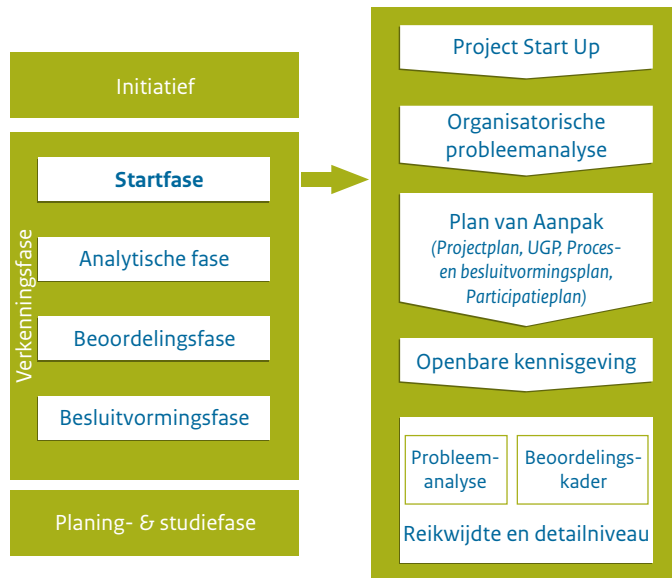 Initiatief
Verkenningsfase
Startfase
Analytische fase
Beoordelingsfase
Besluitvormingsfase
Planing- & studiefase
Project Start Up
Organisatorische
probleemanalyse
Plan van Aanpak
(Projectplan, UGP, Proces-
en besluitvormingsplan,
Participatieplan)
Openbare kennisgeving
Probleem-
analyse
Beoordelings-
kader
Reikwijdte en detailniveau